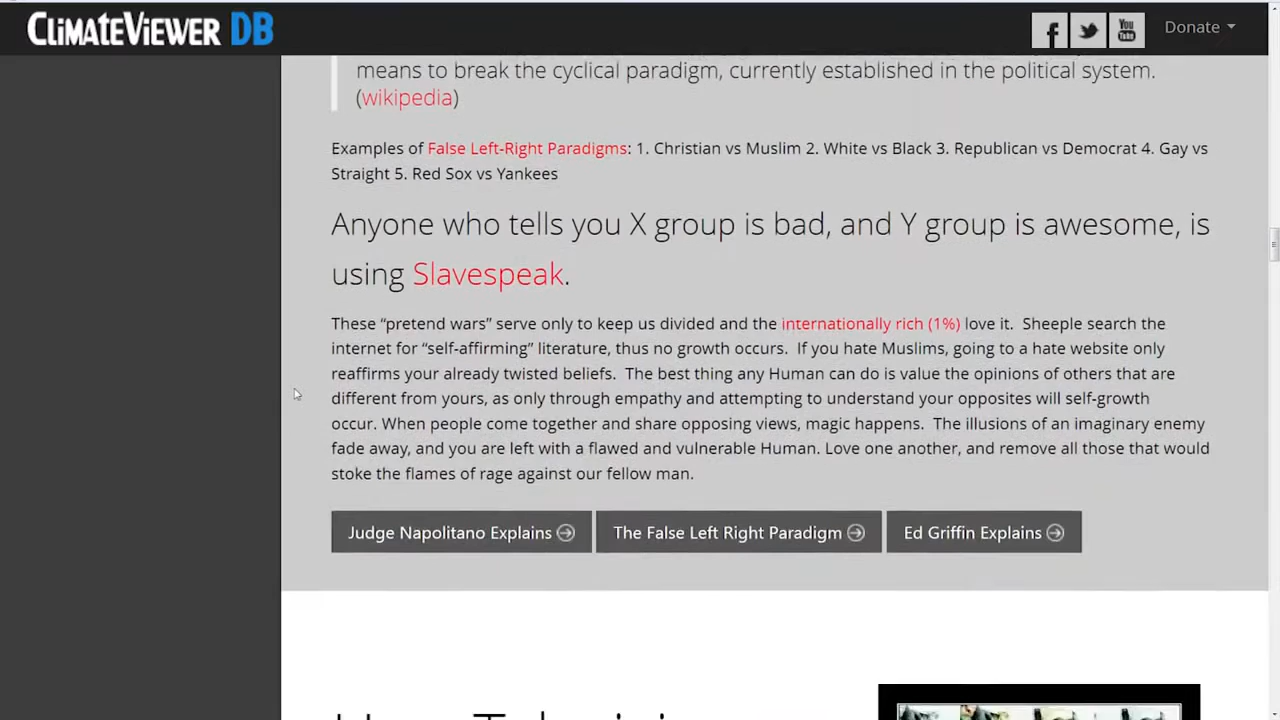 CLiMATEViEWER DB
You Tube
Donate
means to break the cyclical paradigm, currently established in the political system.
(wikipedia)
Examples of False Left-Right Paradigms: 1. Christian vs Muslim 2. White vs Black 3. Republican vs Democrat 4. Gay vs
Straight 5. Red Sox vs Yankees
Anyone who tells you X group is bad, and Y group is awesome, is
using Slavespeak.
These “pretend wars” serve only to keep us divided and the internationally rich (1%) love it. Sheeple search the
internet for “self-affirming” literature, thus no growth occurs. If you hate Muslims, going to a hate website only
reaffirms your already twisted beliefs. The best thing any Human can do is value the opinions of others that are
different from yours, as only through empathy and attempting to understand your opposites will self-growth
occur. When people come together and share opposing views, magic happens. The illusions of an imaginary enemy
fade away, and you are left with a flawed and vulnerable Human. Love one another, and remove all those that would
stoke the flames of rage against our fellow man.
Judge Napolitano Explains
The False Left Right Paradigm
Ed Griffin Explains